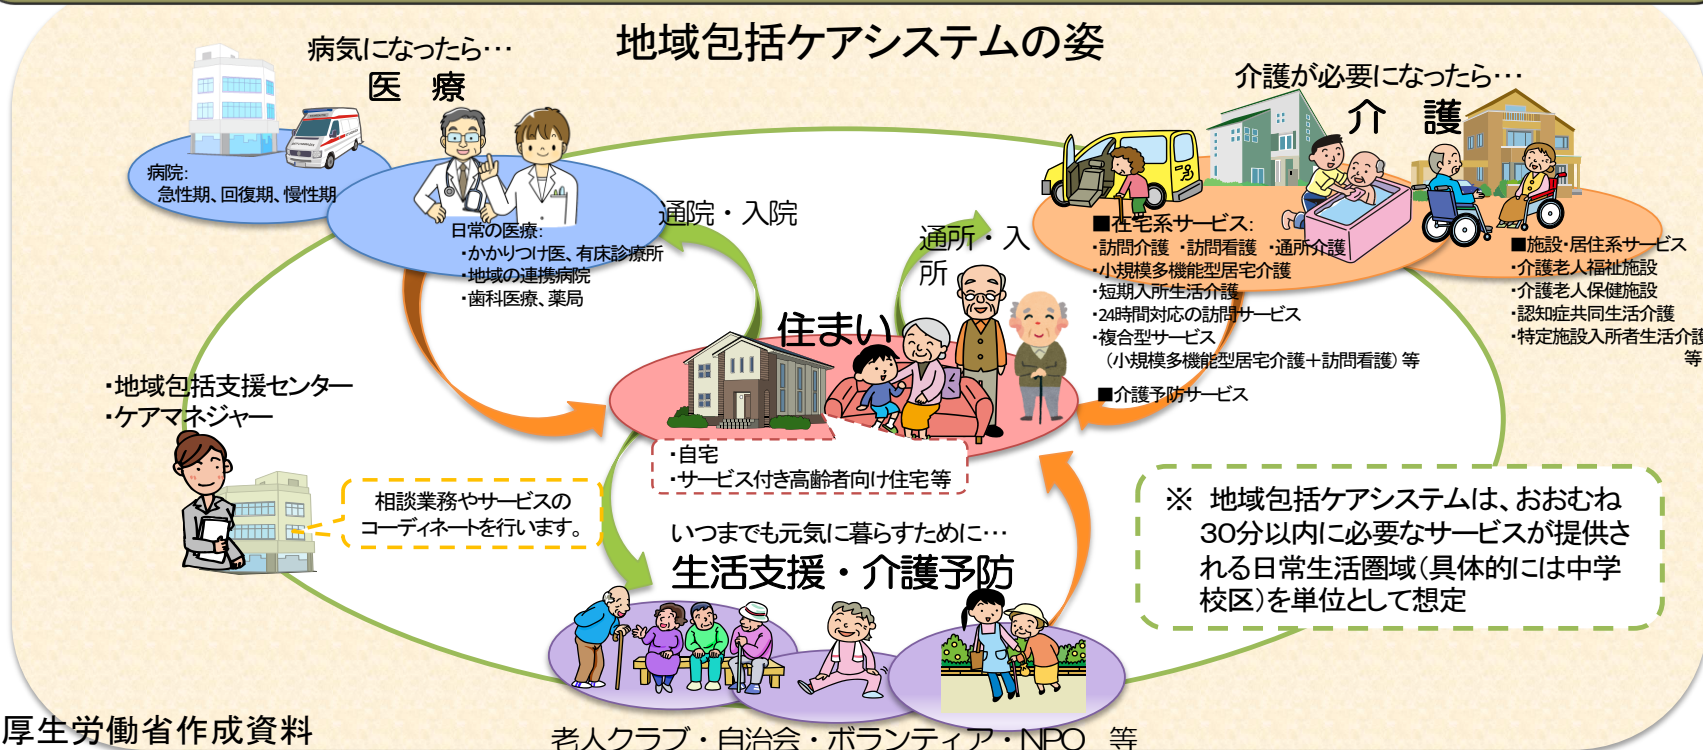 地域包括ケアシステムの姿
病気になったら…
医 療
病院:
急性期、回復期、慢性期
日常の医療:
・かかりつけ医、有床診療所
・地域の連携病院
・歯科医療、薬局
通院・入院
通所・入
所
介護が必要になったら…
介 護
■在宅系サービス:
・訪問介護 ・訪問看護 ・通所介護
・小規模多機能型居宅介護
・短期入所生活介護
・24時間対応の訪問サービス
・複合型サービス
(小規模多機能型居宅介護+訪問看護)等
■介護予防サービス
■施設・居住系サービス
・介護老人福祉施設
・介護老人保健施設
・認知症共同生活介護
・特定施設入所者生活介護
等
住まい
・自宅
・サービス付き高齢者向け住宅等
・地域包括支援センター
・ケアマネジャー
相談業務やサービスの
コーディネートを行います。
いつまでも元気に暮らすために…
生活支援・介護予防
老人クラブ・自治会・ボランティア・NPO 等
※ 地域包括ケアシステムは、おおむね
30分以内に必要なサービスが提供さ
れる日常生活圏域(具体的には中学
校区)を単位として想定
厚生労働省作成資料